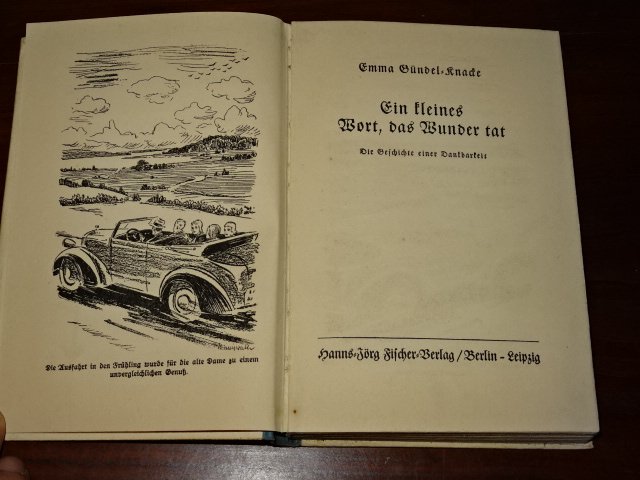 Die Ausfahrt in den Frühling wurde für die alte Dame zu einem
unvergleichlichen Genuß.
Emma Gündel-Knacke
Ein kleines
Wort, das Wunder tat
Die Geschichte einer Dankbarkeit
Hanns-Jörg Fischer-Verlag / Berlin - Leipzig